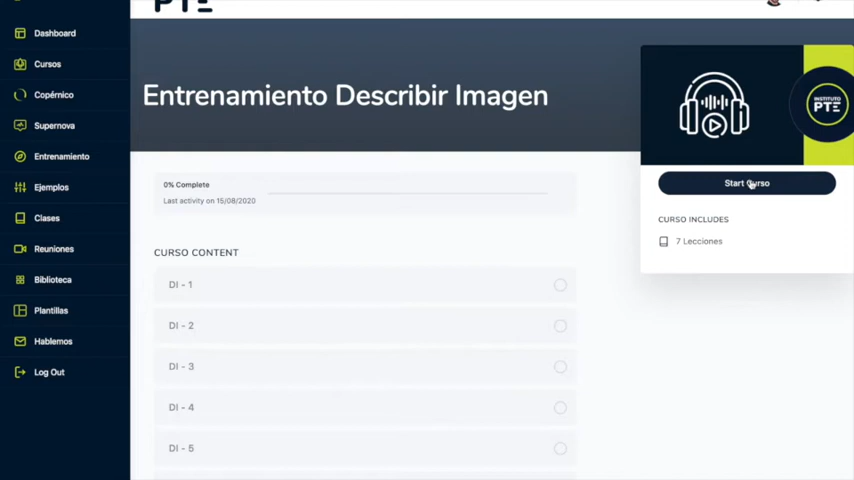 PTE
Dashboard
Cursos
Copérnico
Supernova
Entrenamiento
Ejemplos
Clases
Reuniones
Biblioteca
Plantillas
Hablemos
Log Out
Entrenamiento Describir Imagen
0% Complete
Last activity on 15/08/2020
CURSO CONTENT
DI - 1
DI - 2
DI - 3
DI - 4
DI - 5
INSTITUTO
PTE
Start Curso
CURSO INCLUDES
7 Lecciones